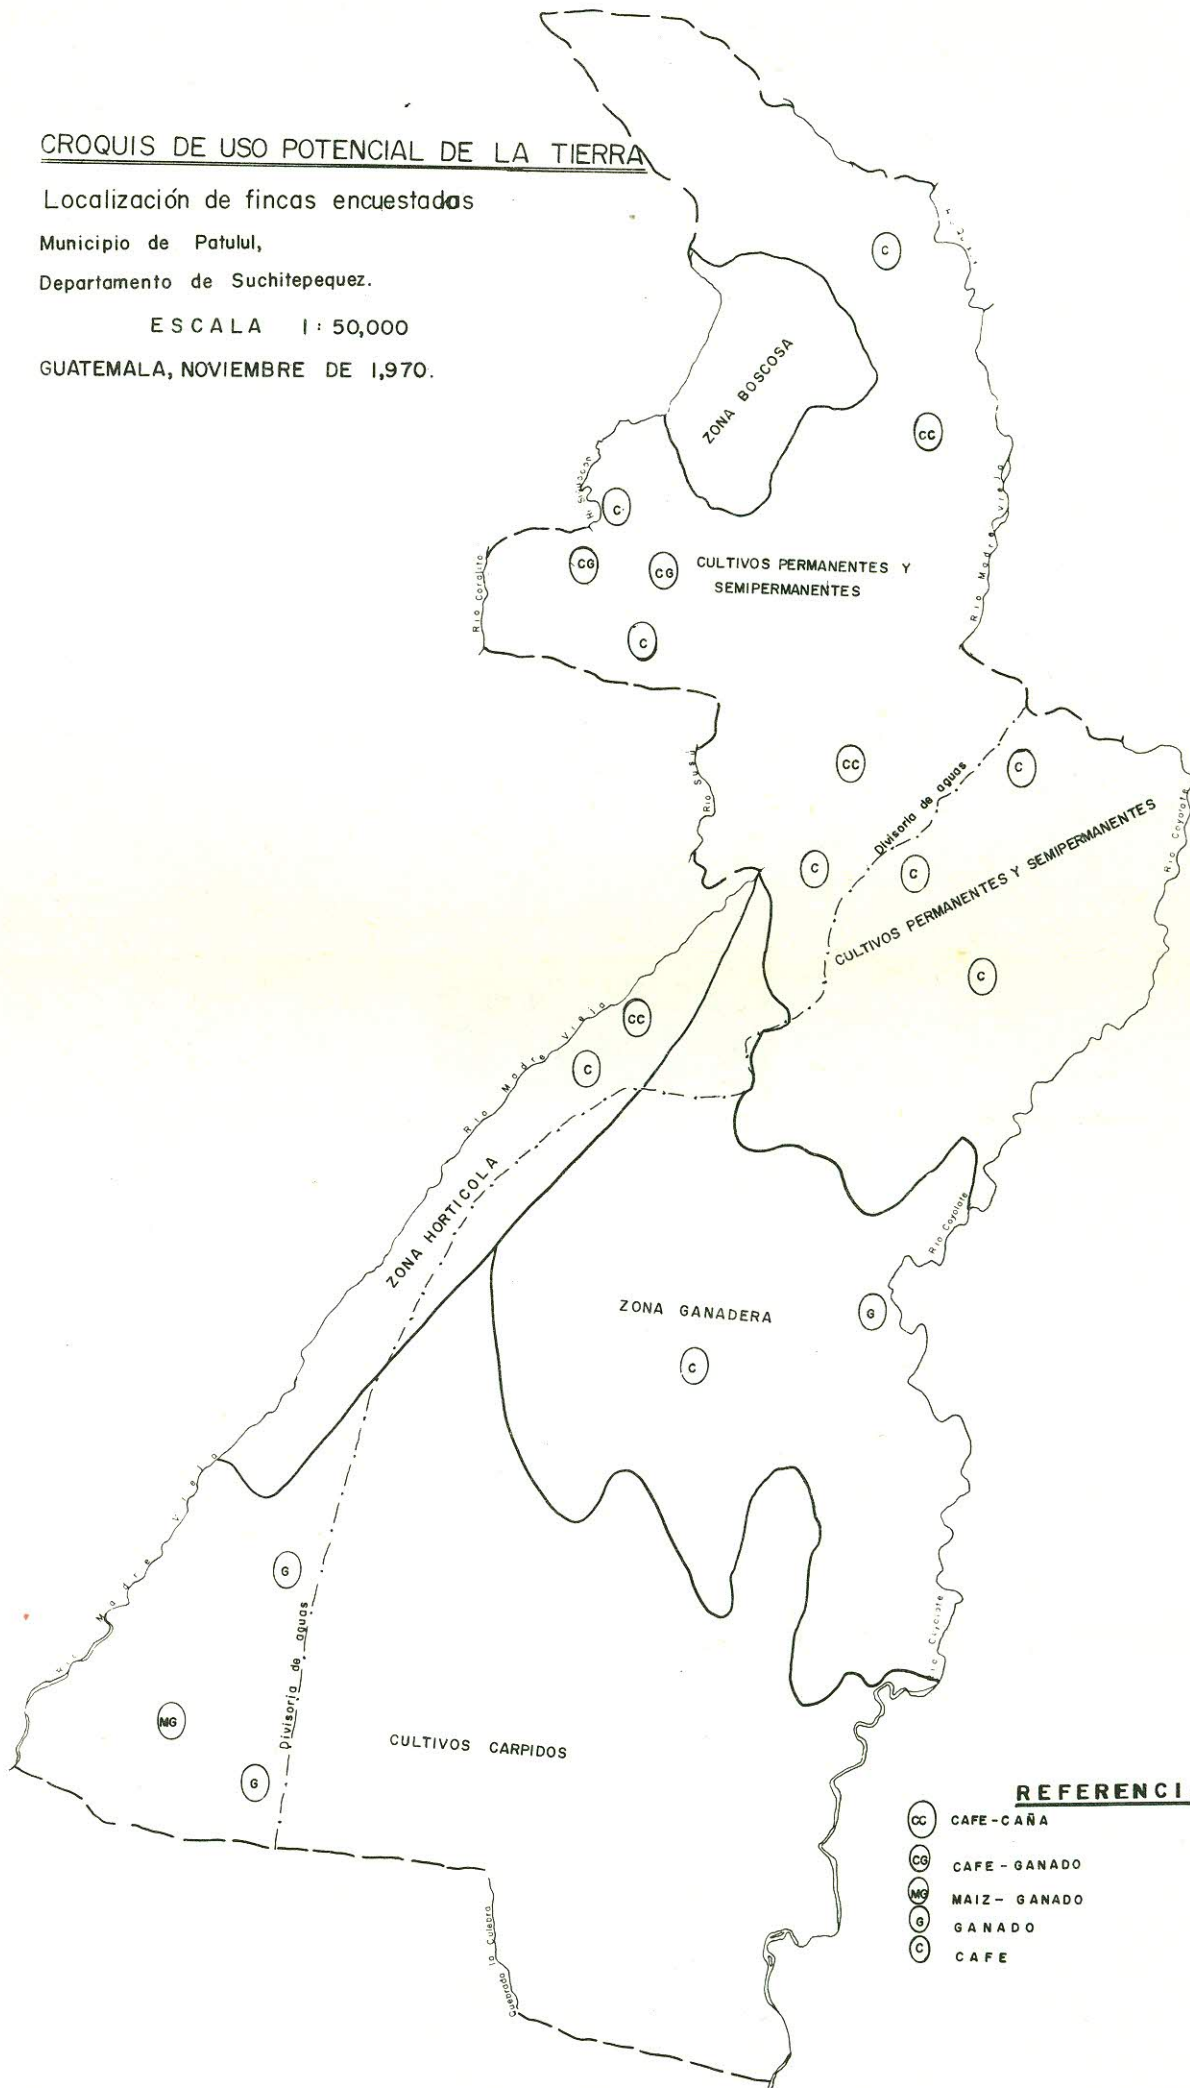 CROQUIS DE USO POTENCIAL DE LA TIERRA
Localización de fincas encuestadas
Municipio de Patulul,
Departamento de Suchitepequez.
ESCALA 1 : 50,000
GUATEMALA, NOVIEMBRE DE 1,970.
C
ZONA BOSCOSA
CC
C
Rio Madre vieja
CG
CG
CULTIVOS PERMANENTES Y
SEMIPERMANENTES
Rio Coralito
C
CC
C
Rio Susú
Divisoria de aguas
Rio Coyolate
C
C
CULTIVOS PERMANENTES Y SEMIPERMANENTES
C
CC
Rio Madre Viejo
C
ZONA HORTICOLA
Rio Coyolate
ZONA GANADERA
G
C
Madre Viejo
G
Divisoria de aguas
Rio Coyolate
MG
CULTIVOS CARPIDOS
G
Quebrada la Culebra
REFERENCI
CC CAFE-CAÑA
CG CAFE - GANADO
MG MAIZ - GANADO
G GANADO
C CAFE